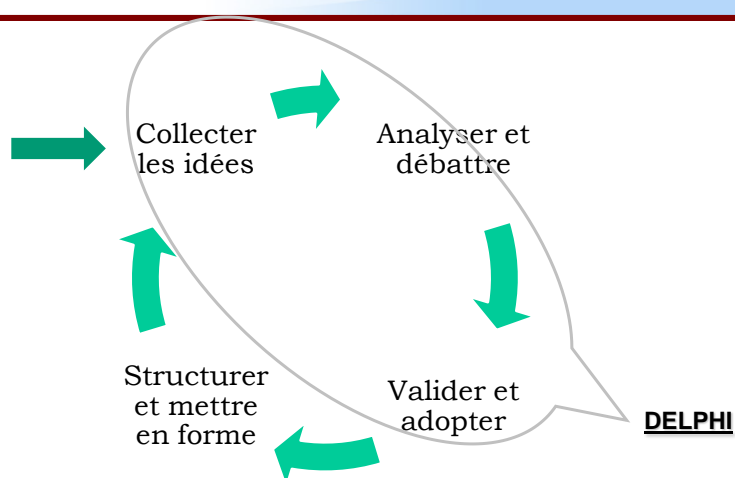 Collecter
les idées
Analyser et
débattre
Structurer
et mettre
en forme
Valider et
adopter
DELPHI